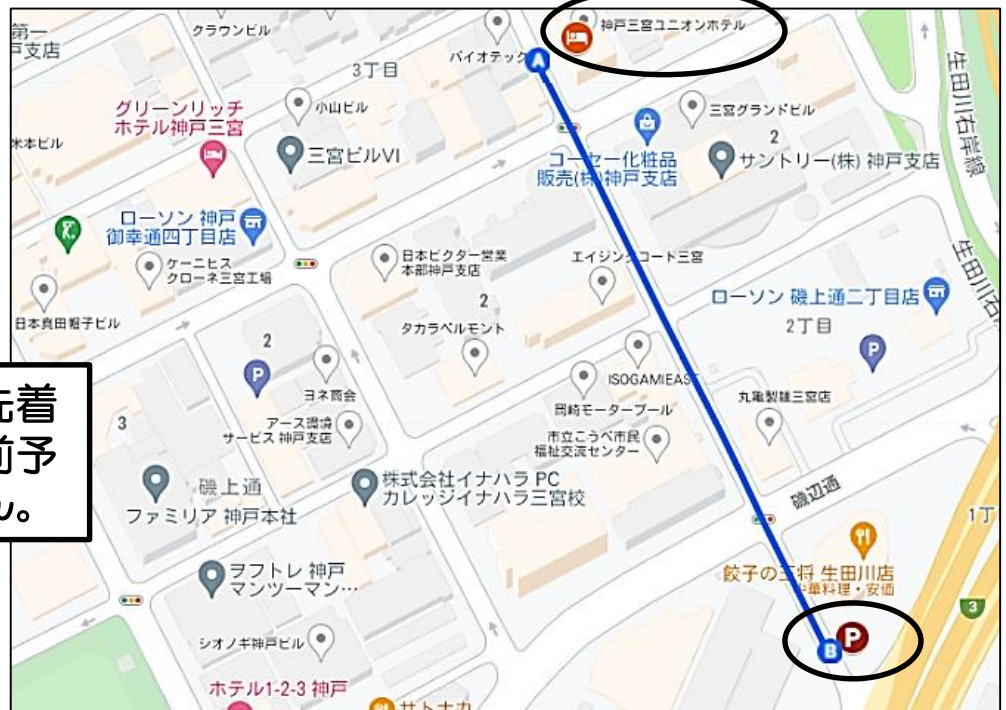 第一
戸支店
クラウンビル
神戸三宮ユニオンホテル
バイオテック
A
3丁目
生田川右岸線
グリーンリッチ
ホテル神戸三宮
小山ビル
三宮グランドビル
米本ビル
三宮ビルVI
コーセー化粧品
販売(株)神戸支店
2
サントリー(株) 神戸支店
ローソン 神戸
御幸通四丁目店
日本ビクター営業
本部神戸支店
エイジングコート三宮
生田川右
ケーニヒス
クローネ三宮工場
ローソン 磯上通二丁目店
日本真田帽子ビル
2
タカラベルモント
2丁目
2
P
P
ヨネ商会
ISOGAMIEAST
岡崎モータープール
丸亀製麺三宮店
先着
前予
ん。
3
アース環境
サービス 神戸支店
市立こうべ市民
福祉交流センター
磯上通
ファミリア 神戸本社
株式会社イナハラ PC
カレッジイナハラ三宮校
磯辺通
1丁
ヲフトレ 神戸
マンツーマン…
餃子の王将 生田川店
中華料理・安価
3
シオノギ神戸ビル
B
P
ホテル1-2-3 神戸
サトナカ